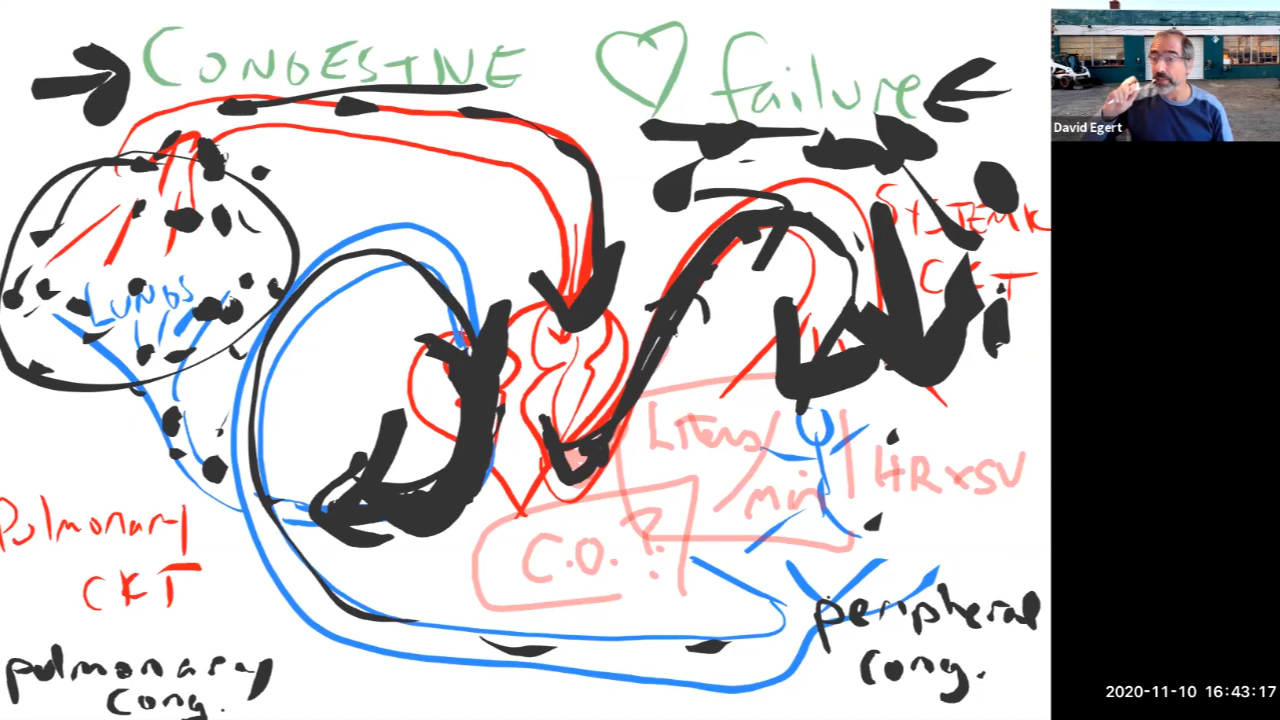 CONGESTIVE failure
David Egert
SYSTEMIC
CKT
LUNGS
Liters/
min
HR x SV
C.O.?
Pulmonary
CKT
peripheral
cong.
pulmonary
cong.
2020-11-10 16:43:17